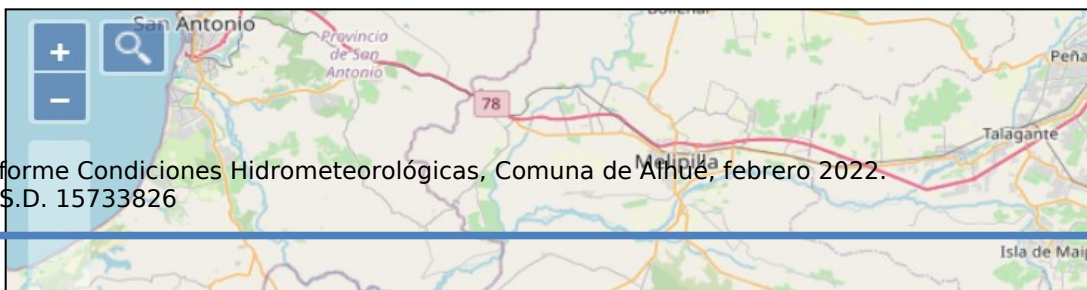 San Antonio
Provincia
de San
Antonio
78
Peña
Talagante
Melipilla
forme Condiciones Hidrometeorológicas, Comuna de Alhué, febrero 2022.
S.D. 15733826
Isla de Maip